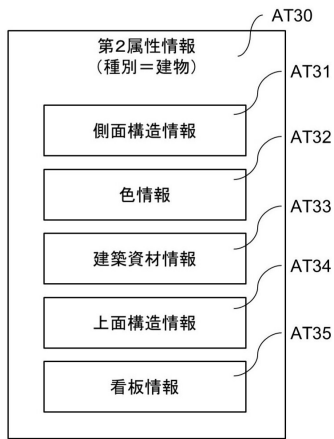 AT30
第2属性情報
(種別=建物)
AT31
側面構造情報
AT32
色情報
AT33
建築資材情報
AT34
上面構造情報
AT35
看板情報